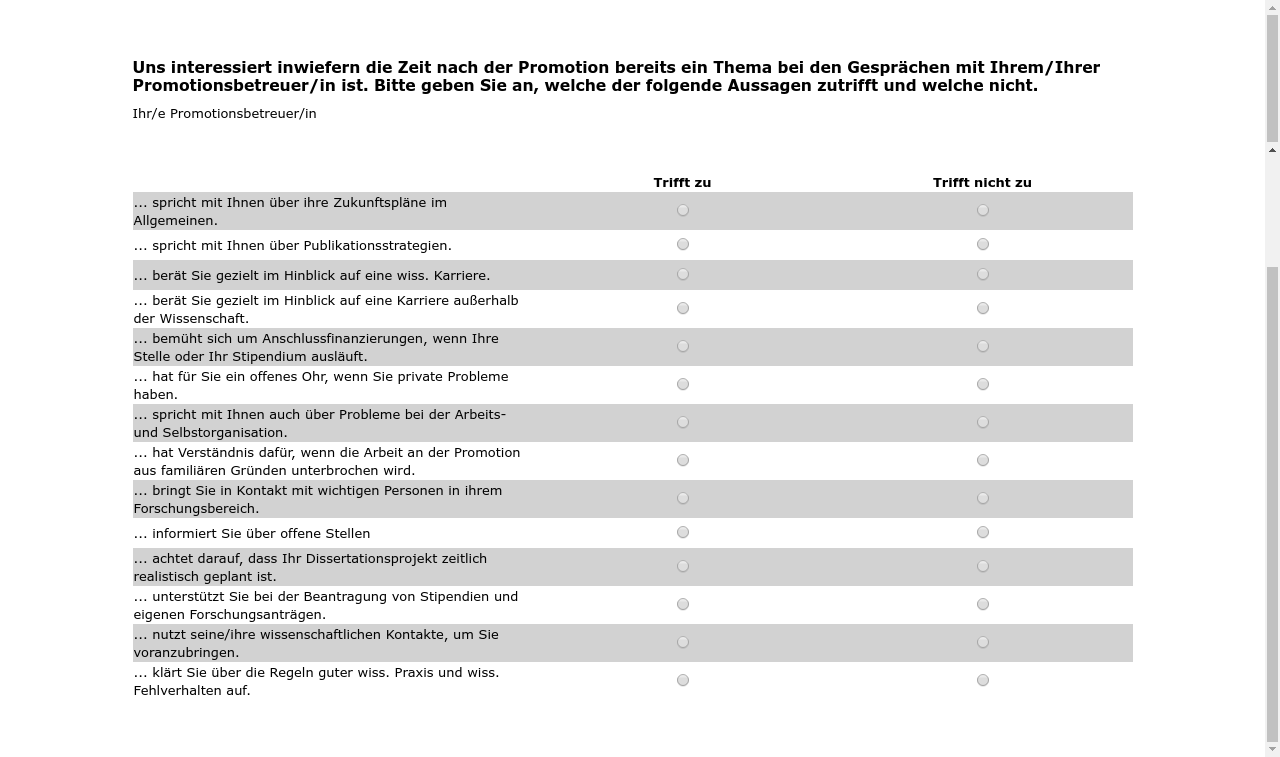 Uns interessiert inwiefern die Zeit nach der Promotion bereits ein Thema bei den Gesprächen mit Ihrem/Ihrer
Promotionsbetreuer/in ist. Bitte geben Sie an, welche der folgende Aussagen zutrifft und welche nicht.
Ihr/e Promotionsbetreuer/in
Trifft zu Trifft nicht zu
... spricht mit Ihnen über ihre Zukunftspläne im
Allgemeinen.
... spricht mit Ihnen über Publikationsstrategien.
... berät Sie gezielt im Hinblick auf eine wiss. Karriere.
... berät Sie gezielt im Hinblick auf eine Karriere außerhalb
der Wissenschaft.
... bemüht sich um Anschlussfinanzierungen, wenn Ihre
Stelle oder Ihr Stipendium ausläuft.
... hat für Sie ein offenes Ohr, wenn Sie private Probleme
haben.
... spricht mit Ihnen auch über Probleme bei der Arbeits-
und Selbstorganisation.
... hat Verständnis dafür, wenn die Arbeit an der Promotion
aus familiären Gründen unterbrochen wird.
... bringt Sie in Kontakt mit wichtigen Personen in ihrem
Forschungsbereich.
... informiert Sie über offene Stellen
... achtet darauf, dass Ihr Dissertationsprojekt zeitlich
realistisch geplant ist.
... unterstützt Sie bei der Beantragung von Stipendien und
eigenen Forschungsanträgen.
... nutzt seine/ihre wissenschaftlichen Kontakte, um Sie
voranzubringen.
... klärt Sie über die Regeln guter wiss. Praxis und wiss.
Fehlverhalten auf.